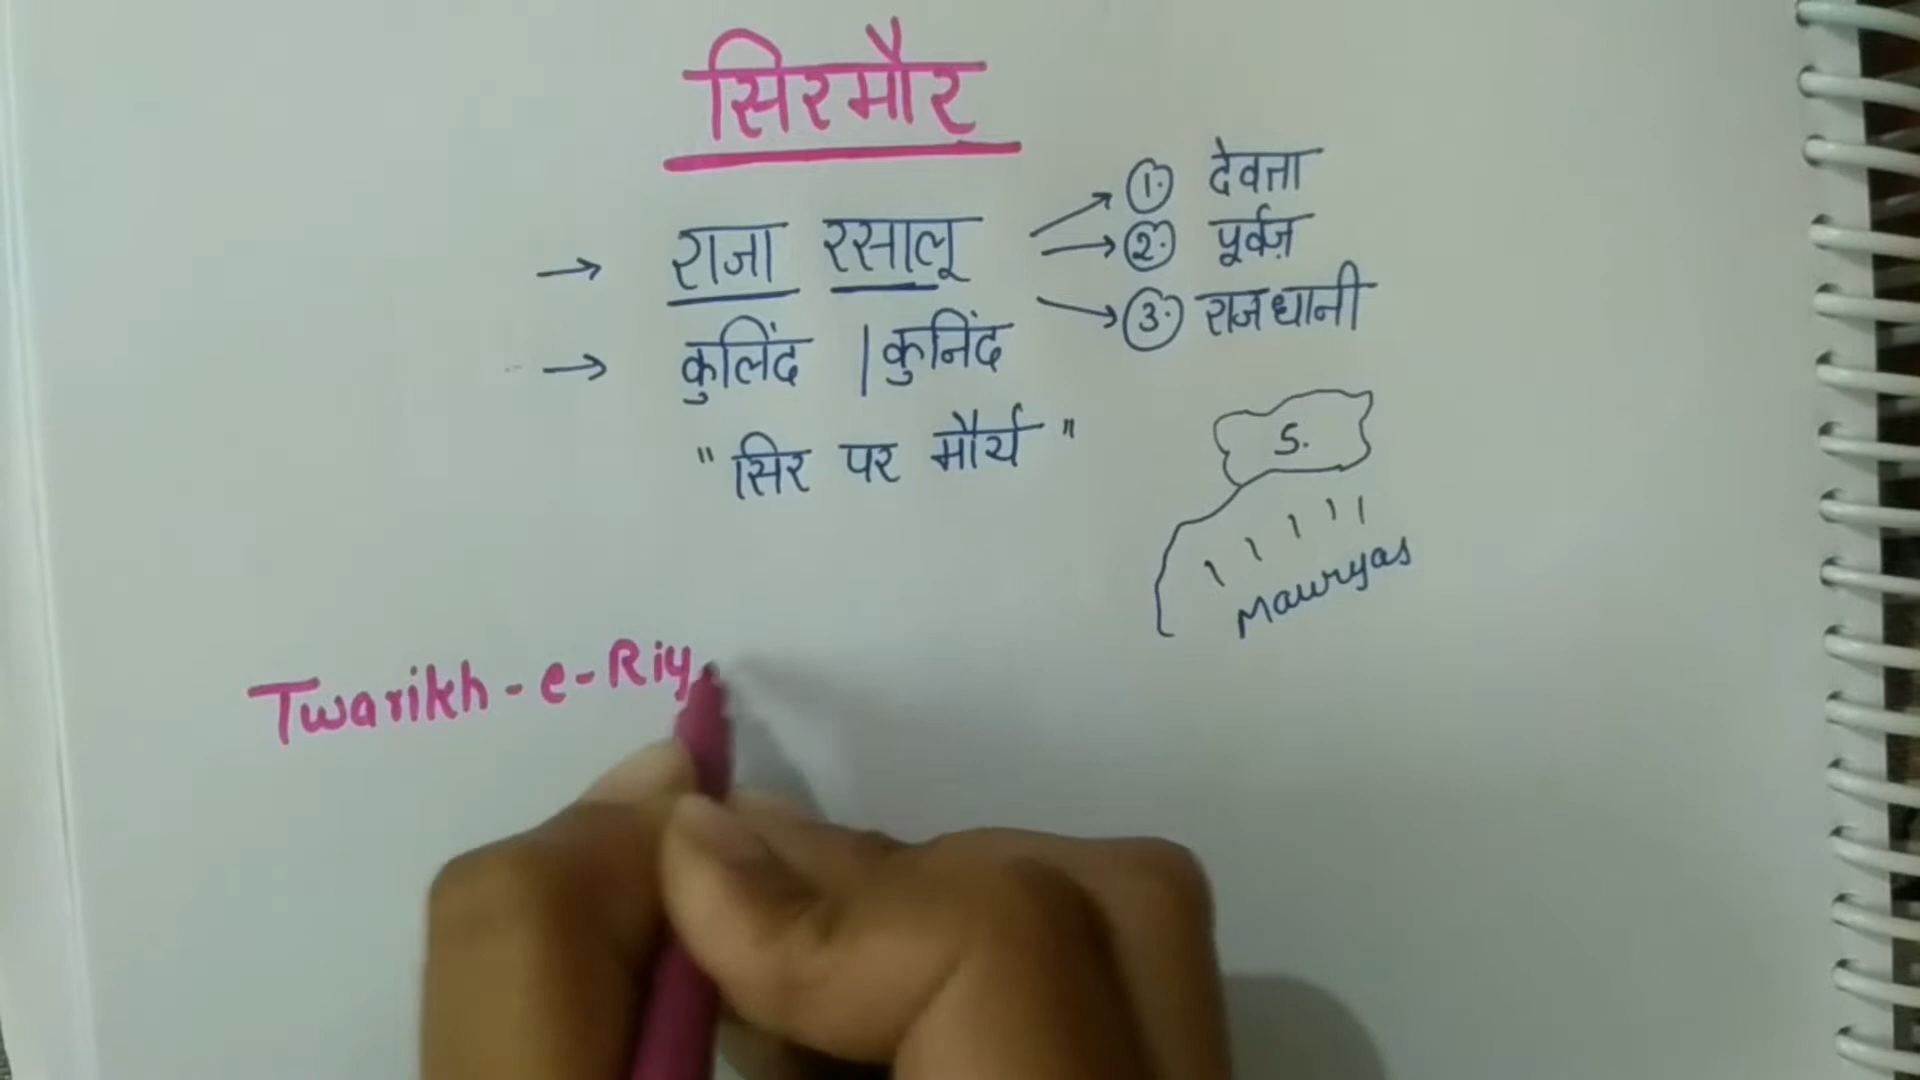 सिरमौर
→ राजा रसालू
→ ①. देवता
→ ②. पूर्वज़
→ ③. राजधानी
→ कुलिंद | कुनिंद
"सिर पर मौर्य"
S.
Mauryas
Twarikh-e-Riy